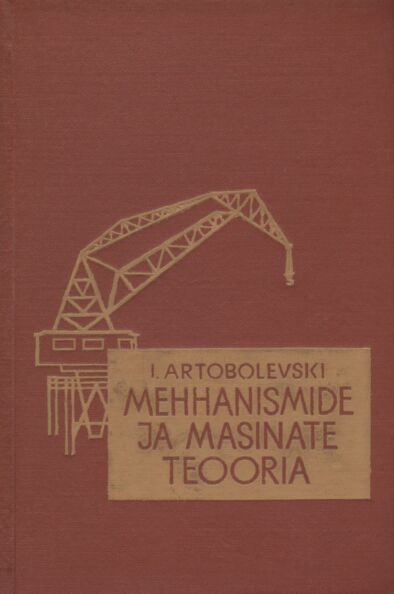 I. ARTOBOLEVSKI
MEHHANISMIDE
JA MASINATE
TEOORIA